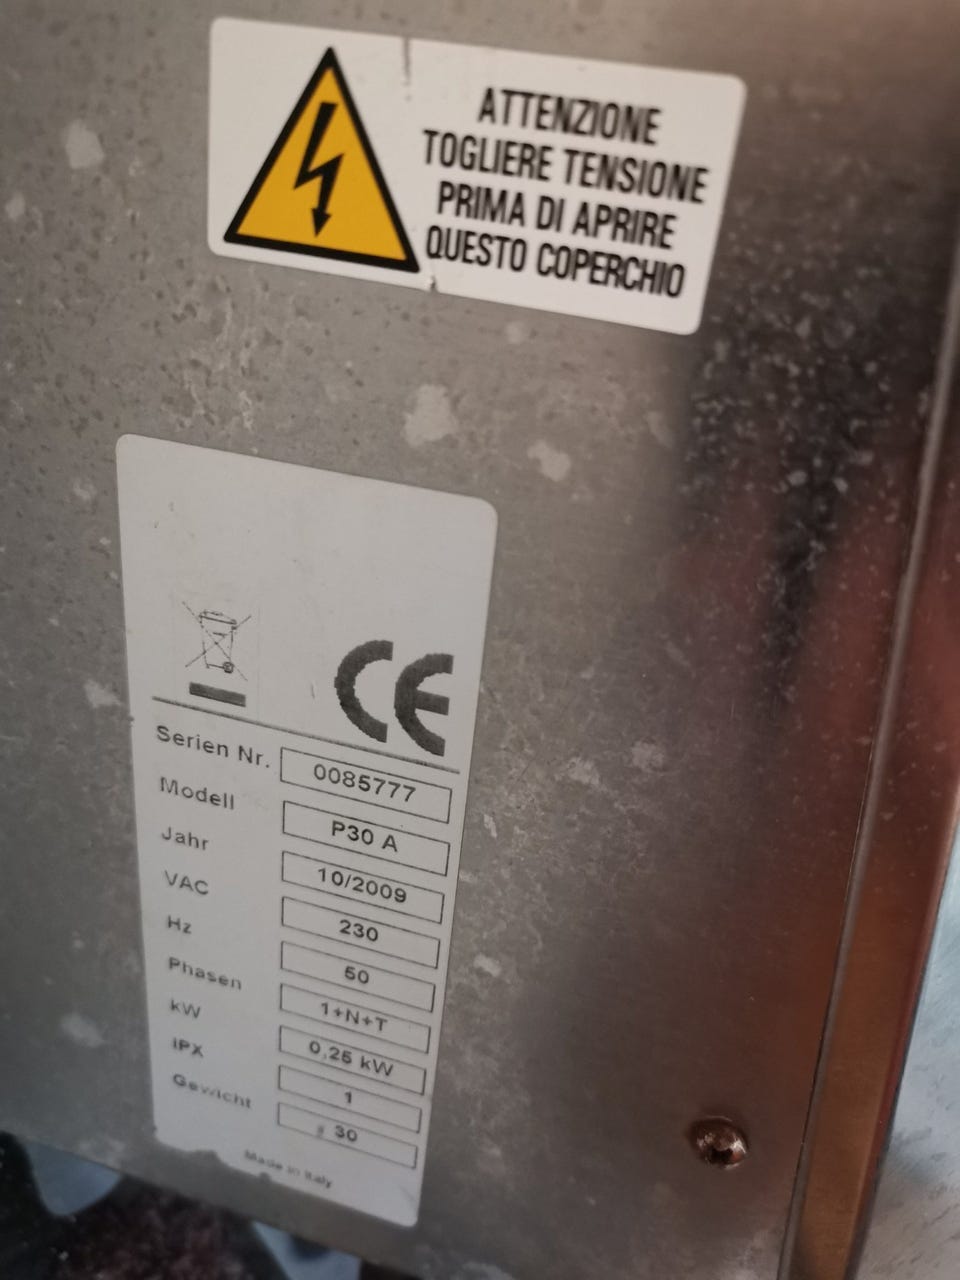 ATTENZIONE
TOGLIERE TENSIONE
PRIMA DI APRIRE
QUESTO COPERCHIO
CE
Serien Nr. 0085777
Modell P30 A
Jahr 10/2009
VAC 230
Hz 50
Phasen 1+N+T
kW 0,25 kW
IPX 1
Gewicht 30
Made in Italy